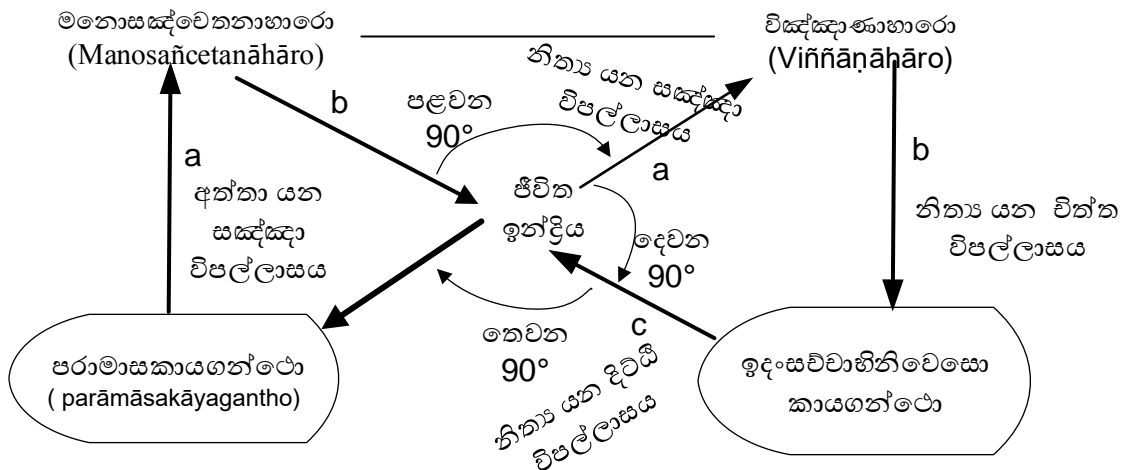 මනොසඤ්චෙතනාහාරො
(Manosañcetanāhāro)
විඤ්ඤාණාහාරො
(Viññāṇāhāro)
නිත්‍ය යන සඤ්ඤා
විපල්ලාසය
b
පළවන
90°
a
b
a
අත්තා යන
සඤ්ඤා
විපල්ලාසය
ජීවිත
ඉන්ද්‍රිය
දෙවන
90°
නිත්‍ය යන චිත්ත
විපල්ලාසය
තෙවන
90°
c
නිත්‍ය යන දිට්ඨි
විපල්ලාසය
පරාමාසකායගන්ථො
( parāmāsakāyagantho)
ඉදංසච්චාභිනිවෙසො
කායගන්ථො